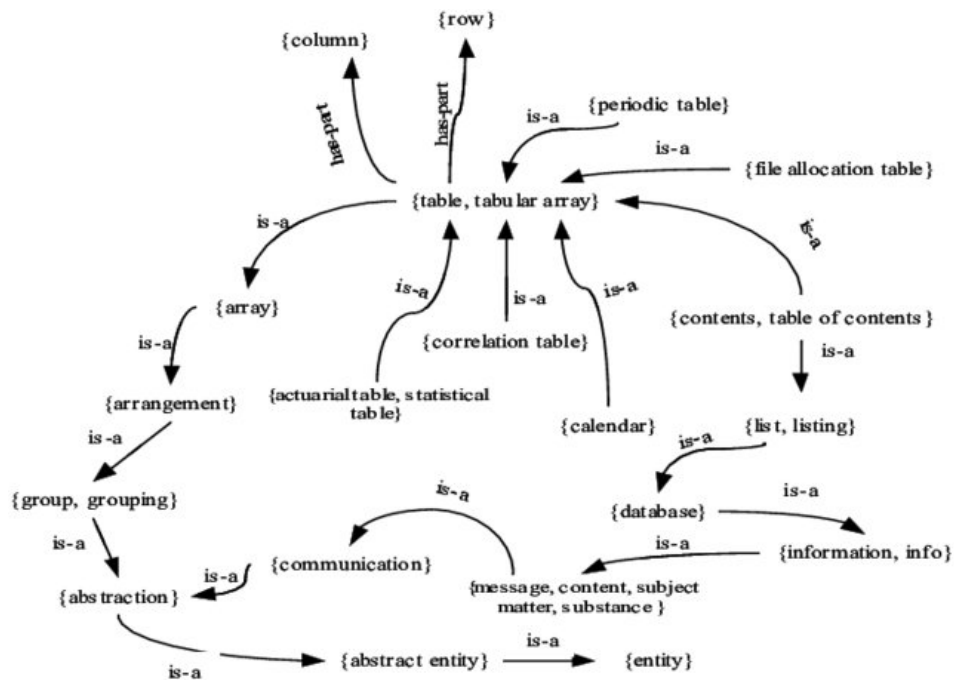 {row}
{column}
has-part
has-part
{periodic table}
is-a
is-a
{file allocation table}
{table, tabular array}
is-a
is-a
is-a
is-a
is-a
{array}
{contents, table of contents }
is-a
{correlation table}
is-a
{actuarial table, statistical
table}
{arrangement}
{calendar}
{list, listing}
is-a
is-a
is-a
is-a
{group, grouping}
{database}
is-a
is-a
{information, info}
{communication}
is-a
{abstraction}
{message, content, subject
matter, substance }
is-a
{abstract entity}
is-a
{entity}